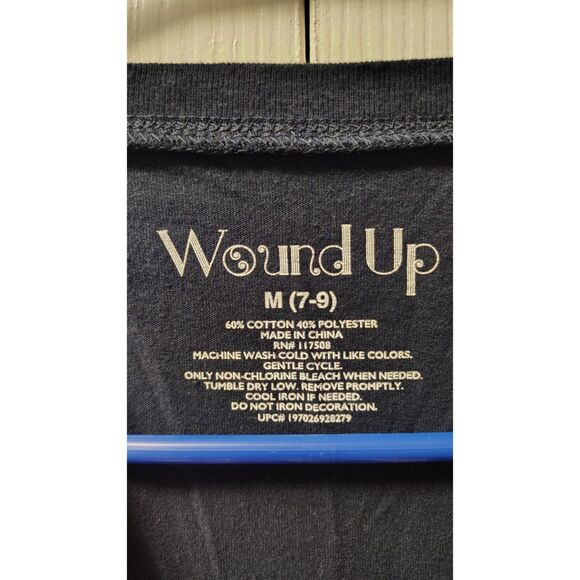 Wound Up
M (7-9)
60% COTTON 40% POLYESTER
MADE IN CHINA
RN# 117508
MACHINE WASH COLD WITH LIKE COLORS.
GENTLE CYCLE.
ONLY NON-CHLORINE BLEACH WHEN NEEDED.
TUMBLE DRY LOW. REMOVE PROMPTLY.
COOL IRON IF NEEDED.
DO NOT IRON DECORATION.
UPC# 197026928279